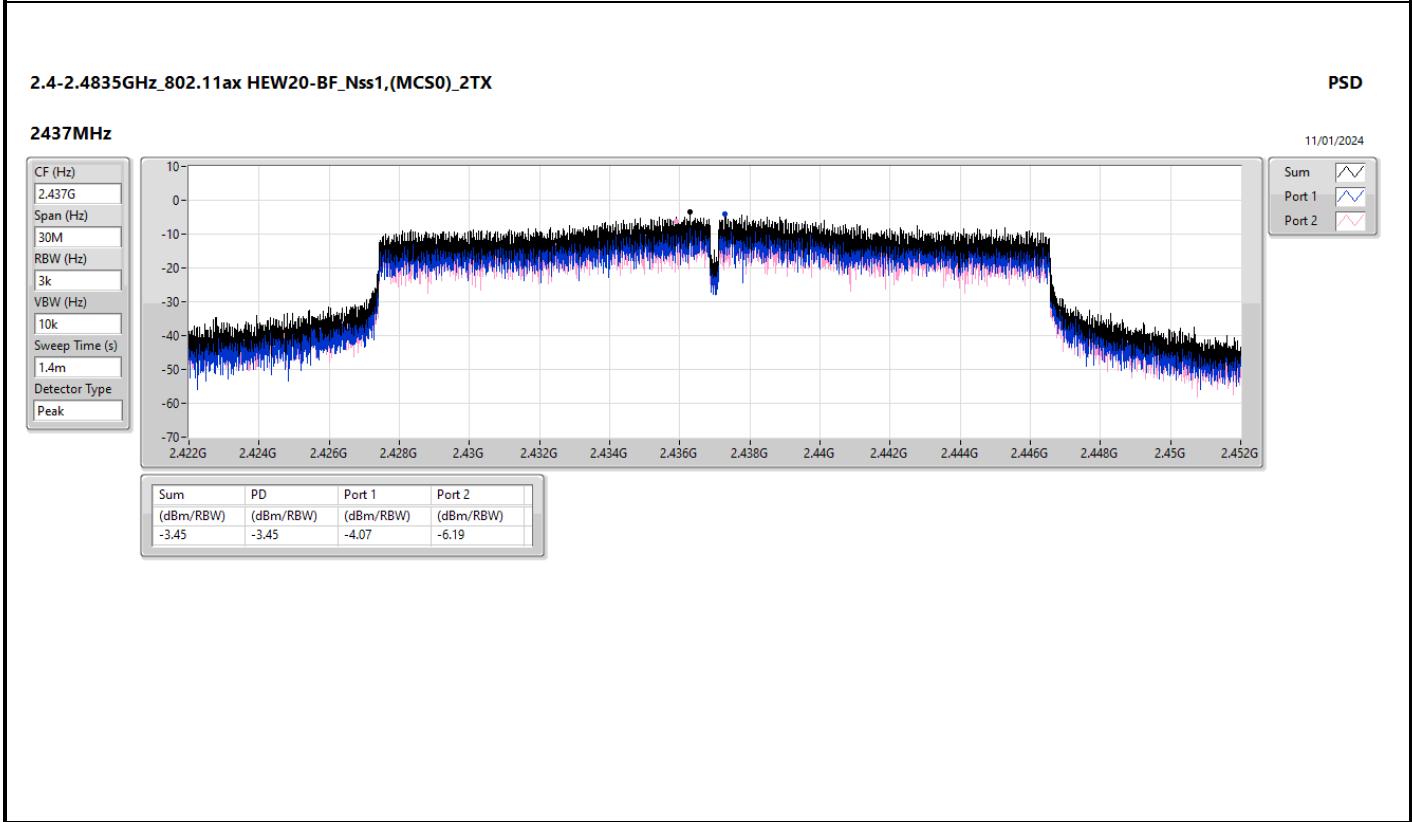 2.4-2.4835GHz_802.11ax HEW20-BF_Nss1,(MCS0)_2TX PSD
2437MHz
11/01/2024
CF (Hz)
2.437G
Span (Hz)
30M
RBW (Hz)
3k
VBW (Hz)
10k
Sweep Time (s)
1.4m
Detector Type
Peak
10
0
-10
-20
-30
-40
-50
-60
-70
2.422G 2.424G 2.426G 2.428G 2.43G 2.432G 2.434G 2.436G 2.438G 2.44G 2.442G 2.444G 2.446G 2.448G 2.45G 2.452G
Sum
Port 1
Port 2
Sum PD Port 1 Port 2
(dBm/RBW) (dBm/RBW) (dBm/RBW) (dBm/RBW)
-3.45 -3.45 -4.07 -6.19